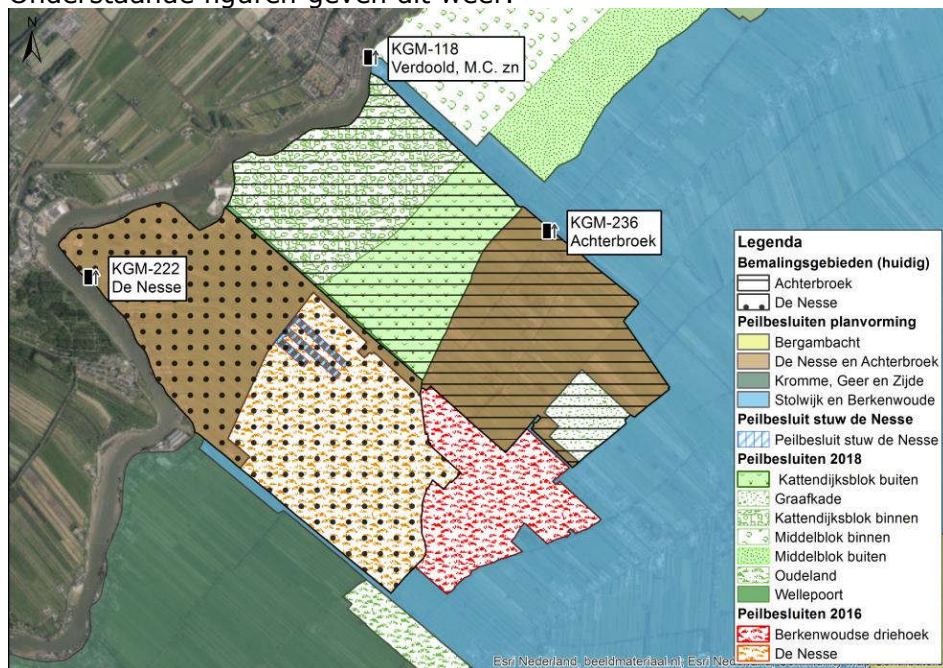 Onderstaande figuren geven dit weer.
N
KGM-118
Verdoold, M.C. zn
KGM-236
Achterbroek
KGM-222
De Nesse
Legenda
Bemalingsgebieden (huidig)
Achterbroek
De Nesse
Peilbesluiten planvorming
Bergambacht
De Nesse en Achterbroek
Kromme, Geer en Zijde
Stolwijk en Berkenwoude
Peilbesluit stuw de Nesse
Peilbesluit stuw de Nesse
Peilbesluiten 2018
Kattendijksblok buiten
Graafkade
Kattendijksblok binnen
Middelblok binnen
Middelblok buiten
Oudeland
Wellepoort
Peilbesluiten 2016
Berkenwoudse driehoek
De Nesse
Esri Nederland, beeldmateriaal.nl; Esri